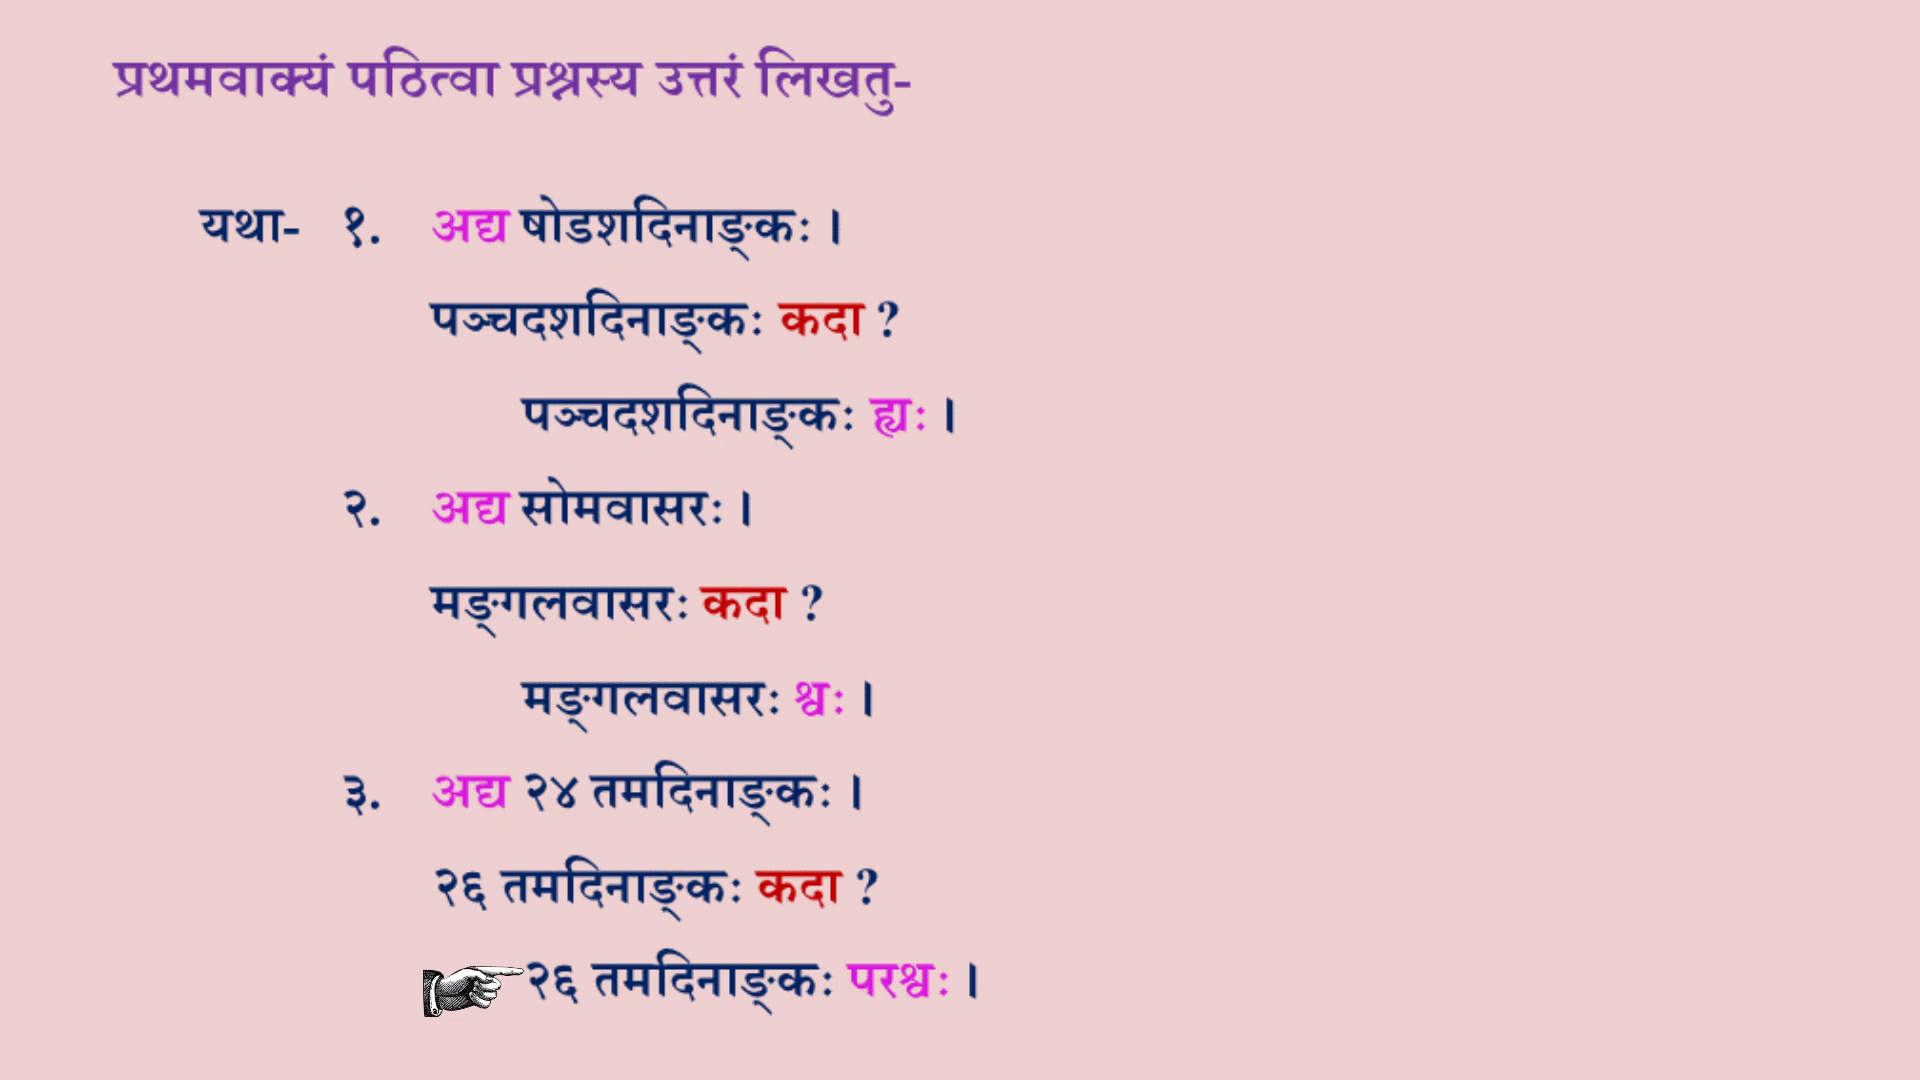 प्रथमवाक्यं पठित्वा प्रश्नस्य उत्तरं लिखतु-
यथा- १. अद्य षोडशदिनाङ्कः ।
पञ्चदशदिनाङ्कः कदा ?
पञ्चदशदिनाङ्कः ह्यः ।
२. अद्य सोमवासरः ।
मङ्गलवासरः कदा ?
मङ्गलवासरः श्वः ।
३. अद्य २४ तमदिनाङ्कः ।
२६ तमदिनाङ्कः कदा ?
२६ तमदिनाङ्कः परश्वः ।